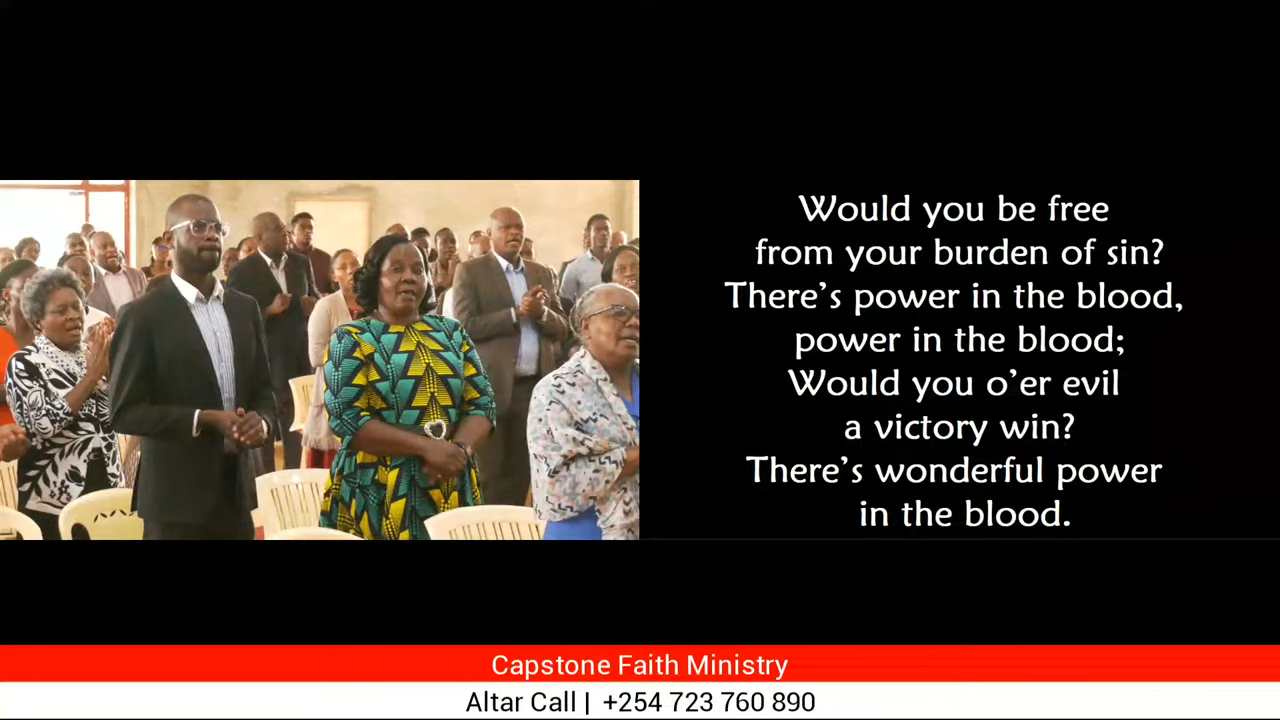 Would you be free
from your burden of sin?
There's power in the blood,
power in the blood;
Would you o'er evil
a victory win?
There's wonderful power
in the blood.
Capstone Faith Ministry
Altar Call | +254 723 760 890